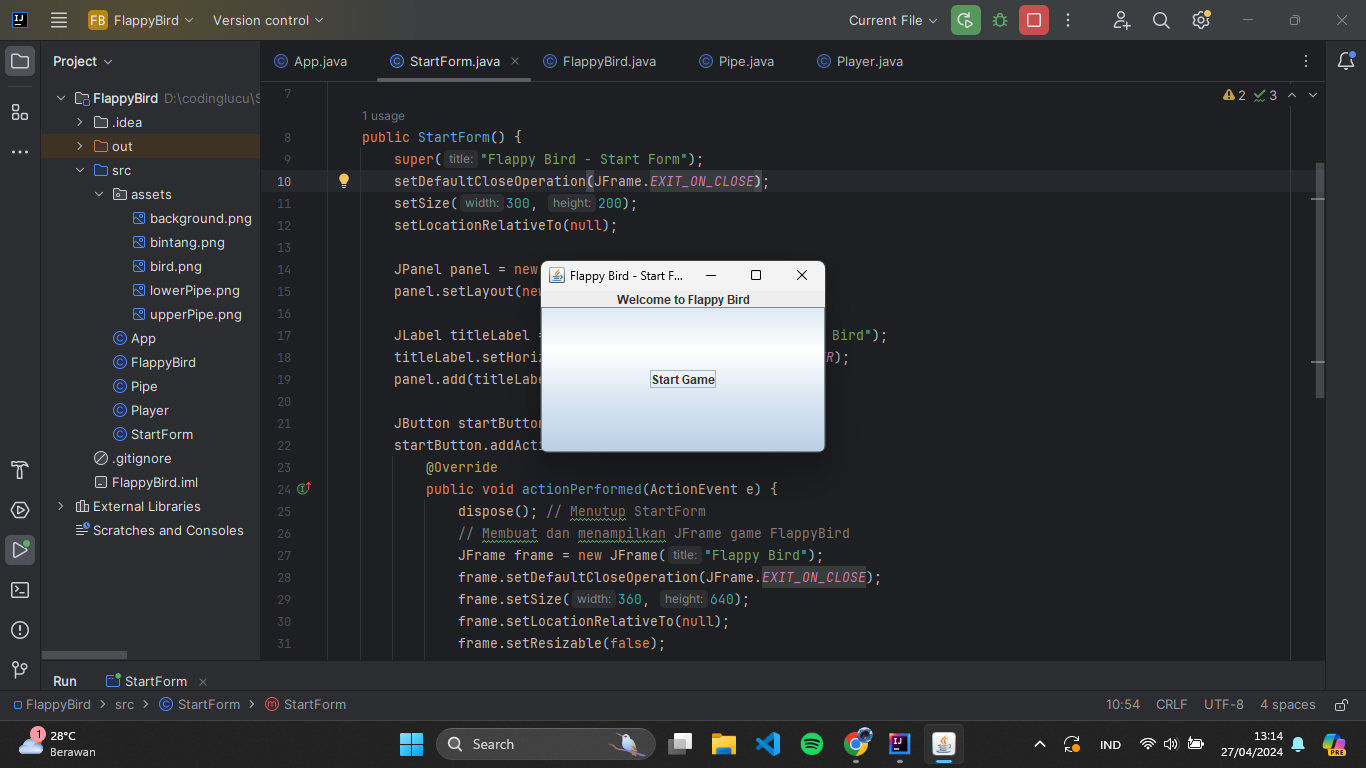 FB FlappyBird Version control Current File
Project
App.java StartForm.java FlappyBird.java Pipe.java Player.java
FlappyBird D:\codinglucu\S
.idea
out
src
assets
background.png
bintang.png
bird.png
lowerPipe.png
upperPipe.png
App
FlappyBird
Pipe
Player
StartForm
.gitignore
FlappyBird.iml
External Libraries
Scratches and Consoles
2 3
7
1 usage
8 public StartForm() {
9 super( title: "Flappy Bird - Start Form");
10 setDefaultCloseOperation(JFrame.EXIT_ON_CLOSE);
11 setSize( width: 300, height: 200);
12 setLocationRelativeTo(null);
13
14 JPanel panel = new
15 panel.setLayout(new
16
17 JLabel titleLabel = Bird");
18 titleLabel.setHoriz R);
19 panel.add(titleLabe
20
21 JButton startButton
22 startButton.addActi
23 @Override
24 public void actionPerformed(ActionEvent e) {
25 dispose(); // Menutup StartForm
26 // Membuat dan menampilkan JFrame game FlappyBird
27 JFrame frame = new JFrame( title: "Flappy Bird");
28 frame.setDefaultCloseOperation(JFrame.EXIT_ON_CLOSE);
29 frame.setSize( width: 360, height: 640);
30 frame.setLocationRelativeTo(null);
31 frame.setResizable(false);
Flappy Bird - Start F...
Welcome to Flappy Bird
Start Game
Run StartForm
FlappyBird src StartForm StartForm 10:54 CRLF UTF-8 4 spaces
1
28°C
Berawan
Search
IND
13:14
27/04/2024
PRE